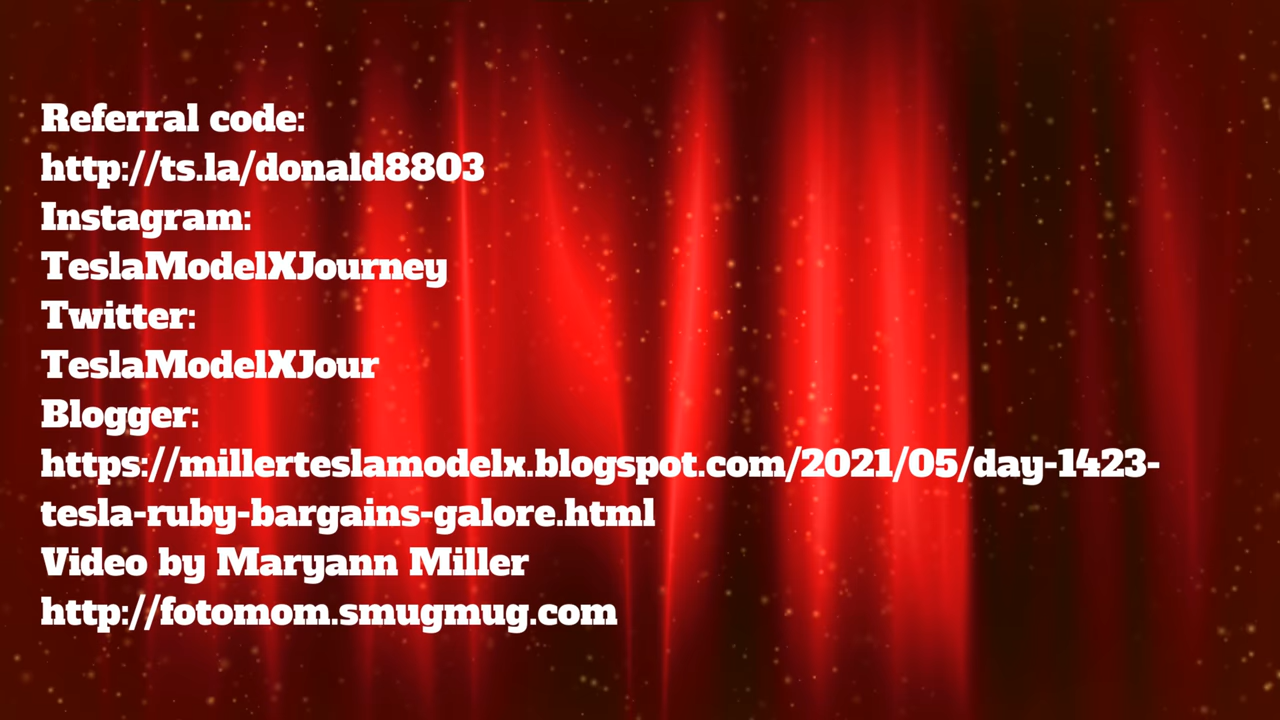 Referral code:
http://ts.la/donald8803
Instagram:
TeslaModelXJourney
Twitter:
TeslaModelXJour
Blogger:
https://millerteslamodelx.blogspot.com/2021/05/day-1423-
tesla-ruby-bargains-galore.html
Video by Maryann Miller
http://fotomom.smugmug.com